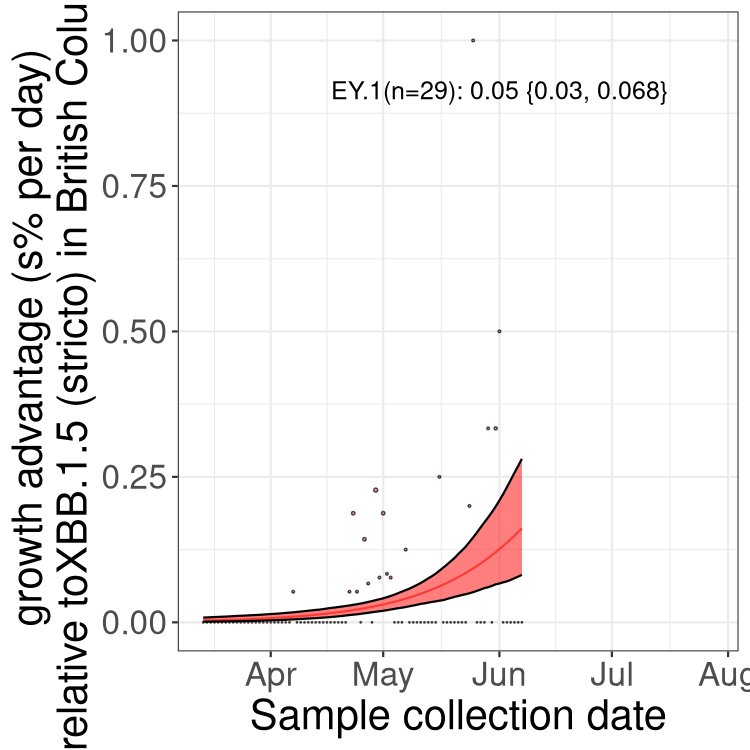 growth advantage (s% per day)
relative toXBB.1.5 (stricto) in British Colu
1.00
0.75
0.50
0.25
0.00
EY.1(n=29): 0.05 {0.03, 0.068}
Apr May Jun Jul Aug
Sample collection date